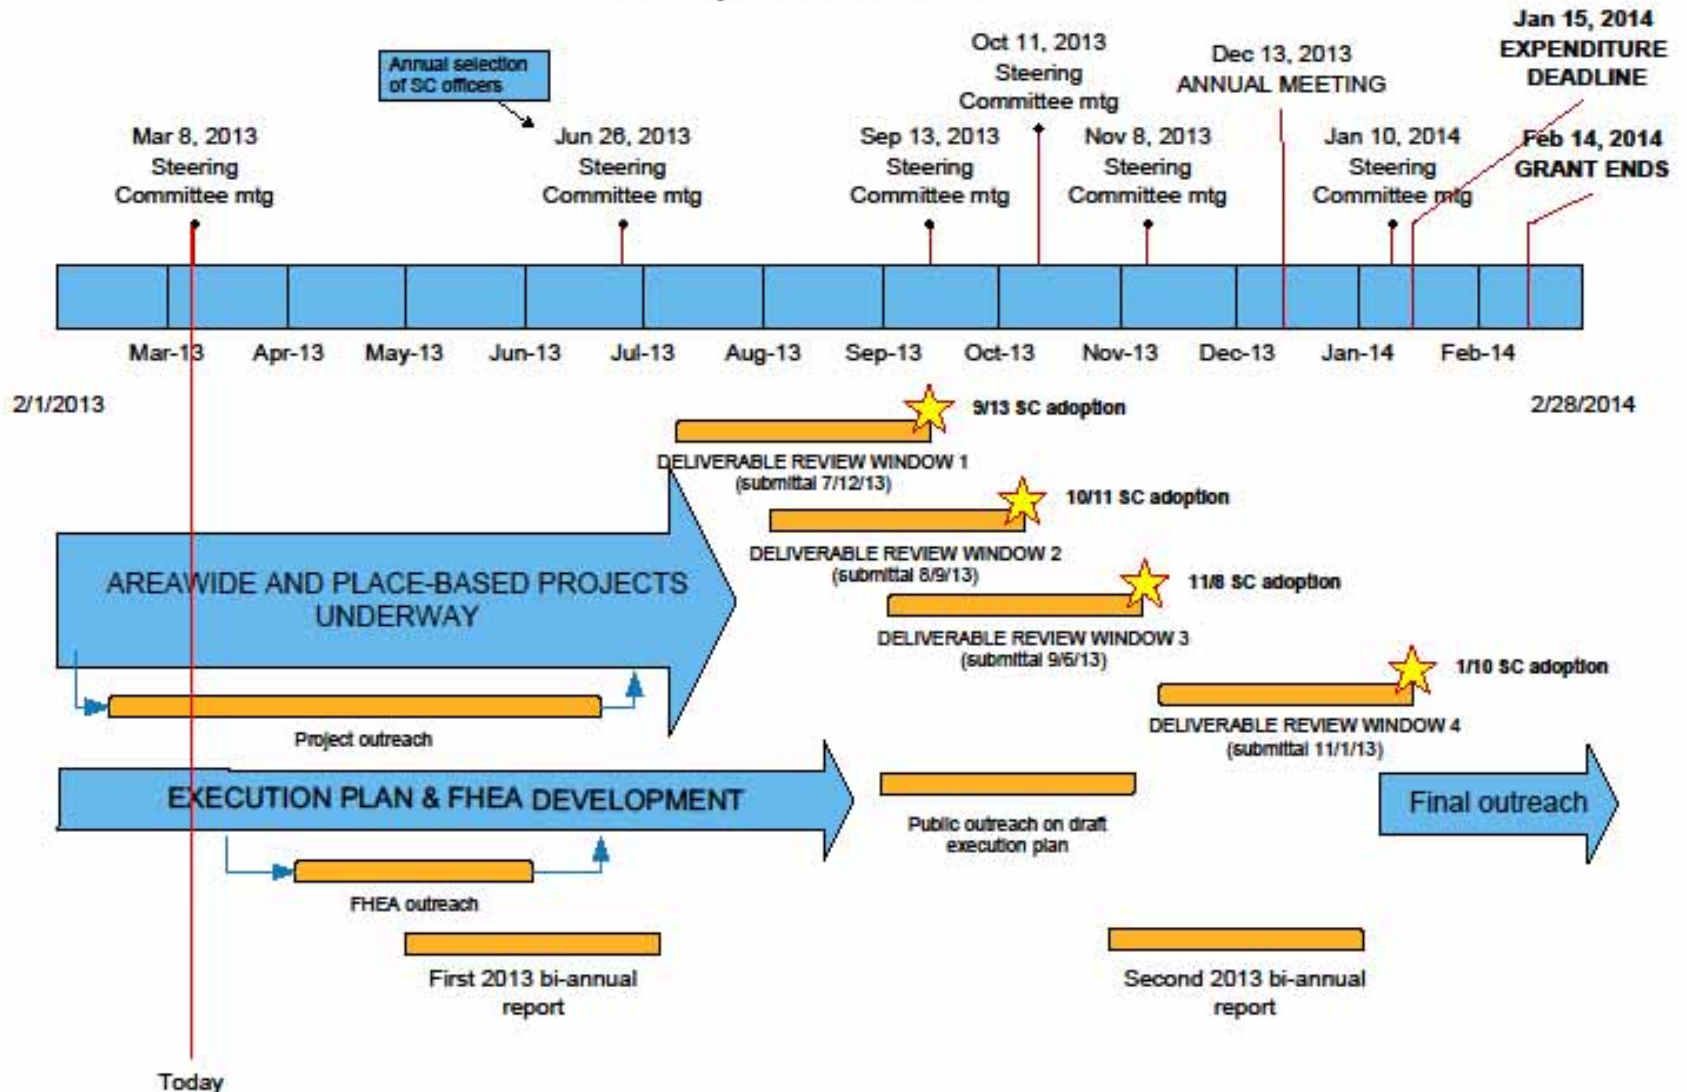 Jan 15, 2014
EXPENDITURE
DEADLINE
Oct 11, 2013
Steering
Committee mtg
Dec 13, 2013
ANNUAL MEETING
Annual selection
of SC officers
Mar 8, 2013
Steering
Committee mtg
Jun 26, 2013
Steering
Committee mtg
Sep 13, 2013
Steering
Committee mtg
Nov 8, 2013
Steering
Committee mtg
Jan 10, 2014
Steering
Committee mtg
Feb 14, 2014
GRANT ENDS
Mar-13 Apr-13 May-13 Jun-13 Jul-13 Aug-13 Sep-13 Oct-13 Nov-13 Dec-13 Jan-14 Feb-14
2/1/2013
2/28/2014
9/13 SC adoption
DELIVERABLE REVIEW WINDOW 1
(submittal 7/12/13)
10/11 SC adoption
DELIVERABLE REVIEW WINDOW 2
(submittal 8/9/13)
AREAWIDE AND PLACE-BASED PROJECTS
UNDERWAY
11/8 SC adoption
DELIVERABLE REVIEW WINDOW 3
(submittal 9/6/13)
1/10 SC adoption
DELIVERABLE REVIEW WINDOW 4
(submittal 11/1/13)
Project outreach
EXECUTION PLAN & FHEA DEVELOPMENT
Public outreach on draft
execution plan
Final outreach
FHEA outreach
First 2013 bi-annual
report
Second 2013 bi-annual
report
Today